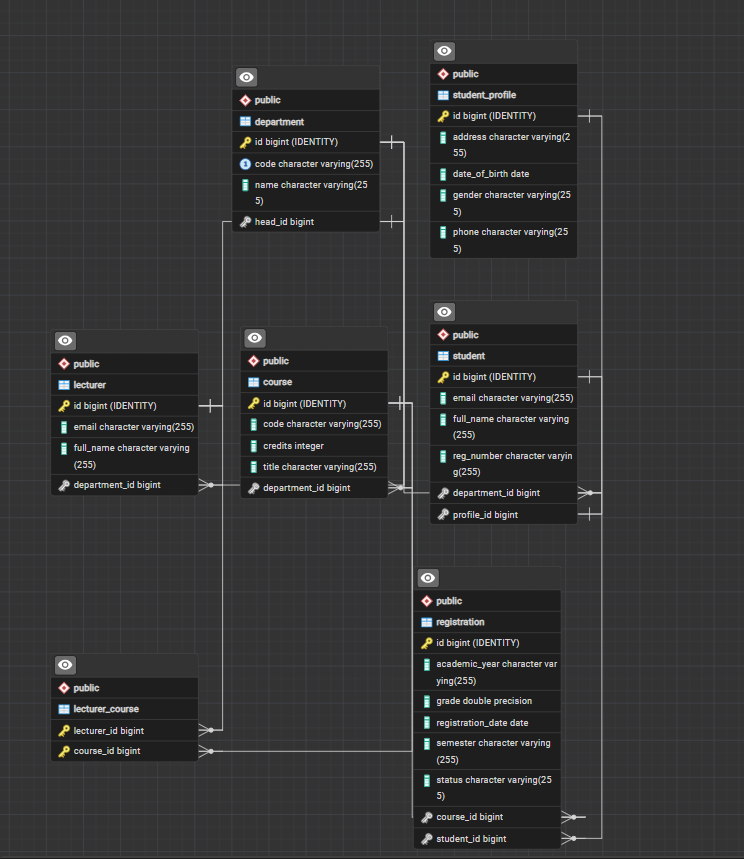 public
department
id bigint (IDENTITY)
code character varying(255)
name character varying(25
5)
head_id bigint
public
student_profile
id bigint (IDENTITY)
address character varying(2
55)
date_of_birth date
gender character varying(25
5)
phone character varying(25
5)
public
lecturer
id bigint (IDENTITY)
email character varying(255)
full_name character varying
(255)
department_id bigint
public
course
id bigint (IDENTITY)
code character varying(255)
credits integer
title character varying(255)
department_id bigint
public
student
id bigint (IDENTITY)
email character varying(255)
full_name character varying
(255)
reg_number character varyin
g(255)
department_id bigint
profile_id bigint
public
lecturer_course
lecturer_id bigint
course_id bigint
public
registration
id bigint (IDENTITY)
academic_year character var
ying(255)
grade double precision
registration_date date
semester character varying
(255)
status character varying(25
5)
course_id bigint
student_id bigint